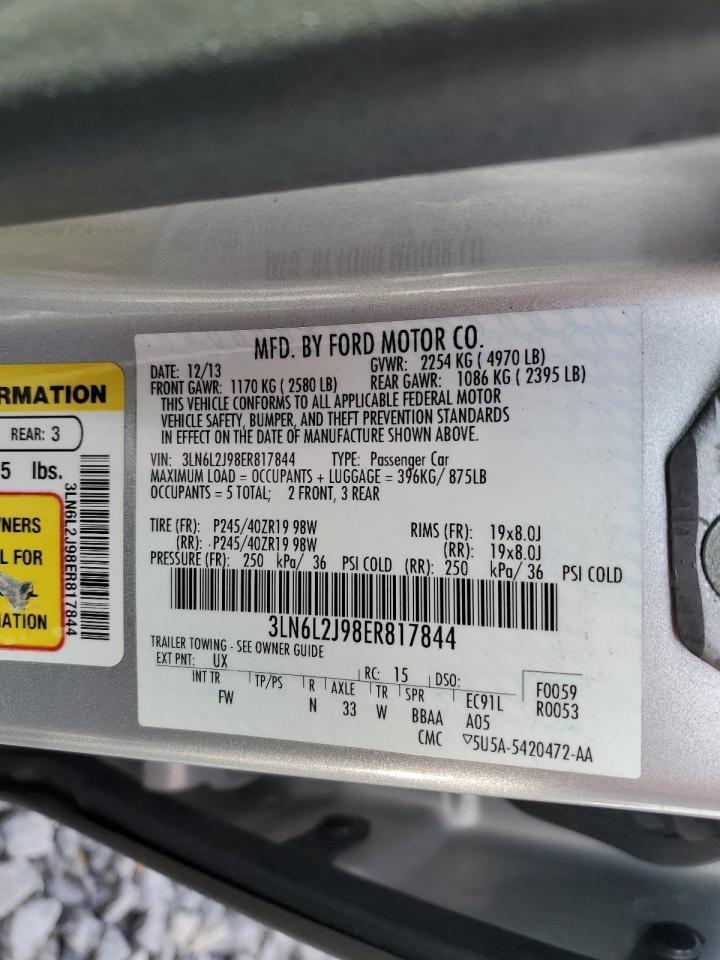 MFD. BY FORD MOTOR CO.
DATE: 12/13 GVWR: 2254 KG ( 4970 LB)
FRONT GAWR: 1170 KG ( 2580 LB) REAR GAWR: 1086 KG ( 2395 LB)
THIS VEHICLE CONFORMS TO ALL APPLICABLE FEDERAL MOTOR
VEHICLE SAFETY, BUMPER, AND THEFT PREVENTION STANDARDS
IN EFFECT ON THE DATE OF MANUFACTURE SHOWN ABOVE.
VIN: 3LN6L2J98ER817844 TYPE: Passenger Car
MAXIMUM LOAD = OCCUPANTS + LUGGAGE = 396KG/ 875LB
OCCUPANTS = 5 TOTAL; 2 FRONT, 3 REAR
TIRE (FR): P245/40ZR19 98W RIMS (FR): 19x8.0J
(RR): P245/40ZR19 98W (RR): 19x8.0J
PRESSURE (FR): 250 kPa/ 36 PSI COLD (RR): 250 kPa/ 36 PSI COLD
3LN6L2J98ER817844
TRAILER TOWING - SEE OWNER GUIDE
EXT PNT: UX RC: 15 DSO: F0059
INT TR TP/PS R AXLE TR SPR EC91L R0053
FW N 33 W BBAA A05
CMC ▽5U5A-5420472-AA
RMATION
REAR: 3
5 lbs.
WNERS
L FOR
L
ATION
3LN6L2J98ER817844